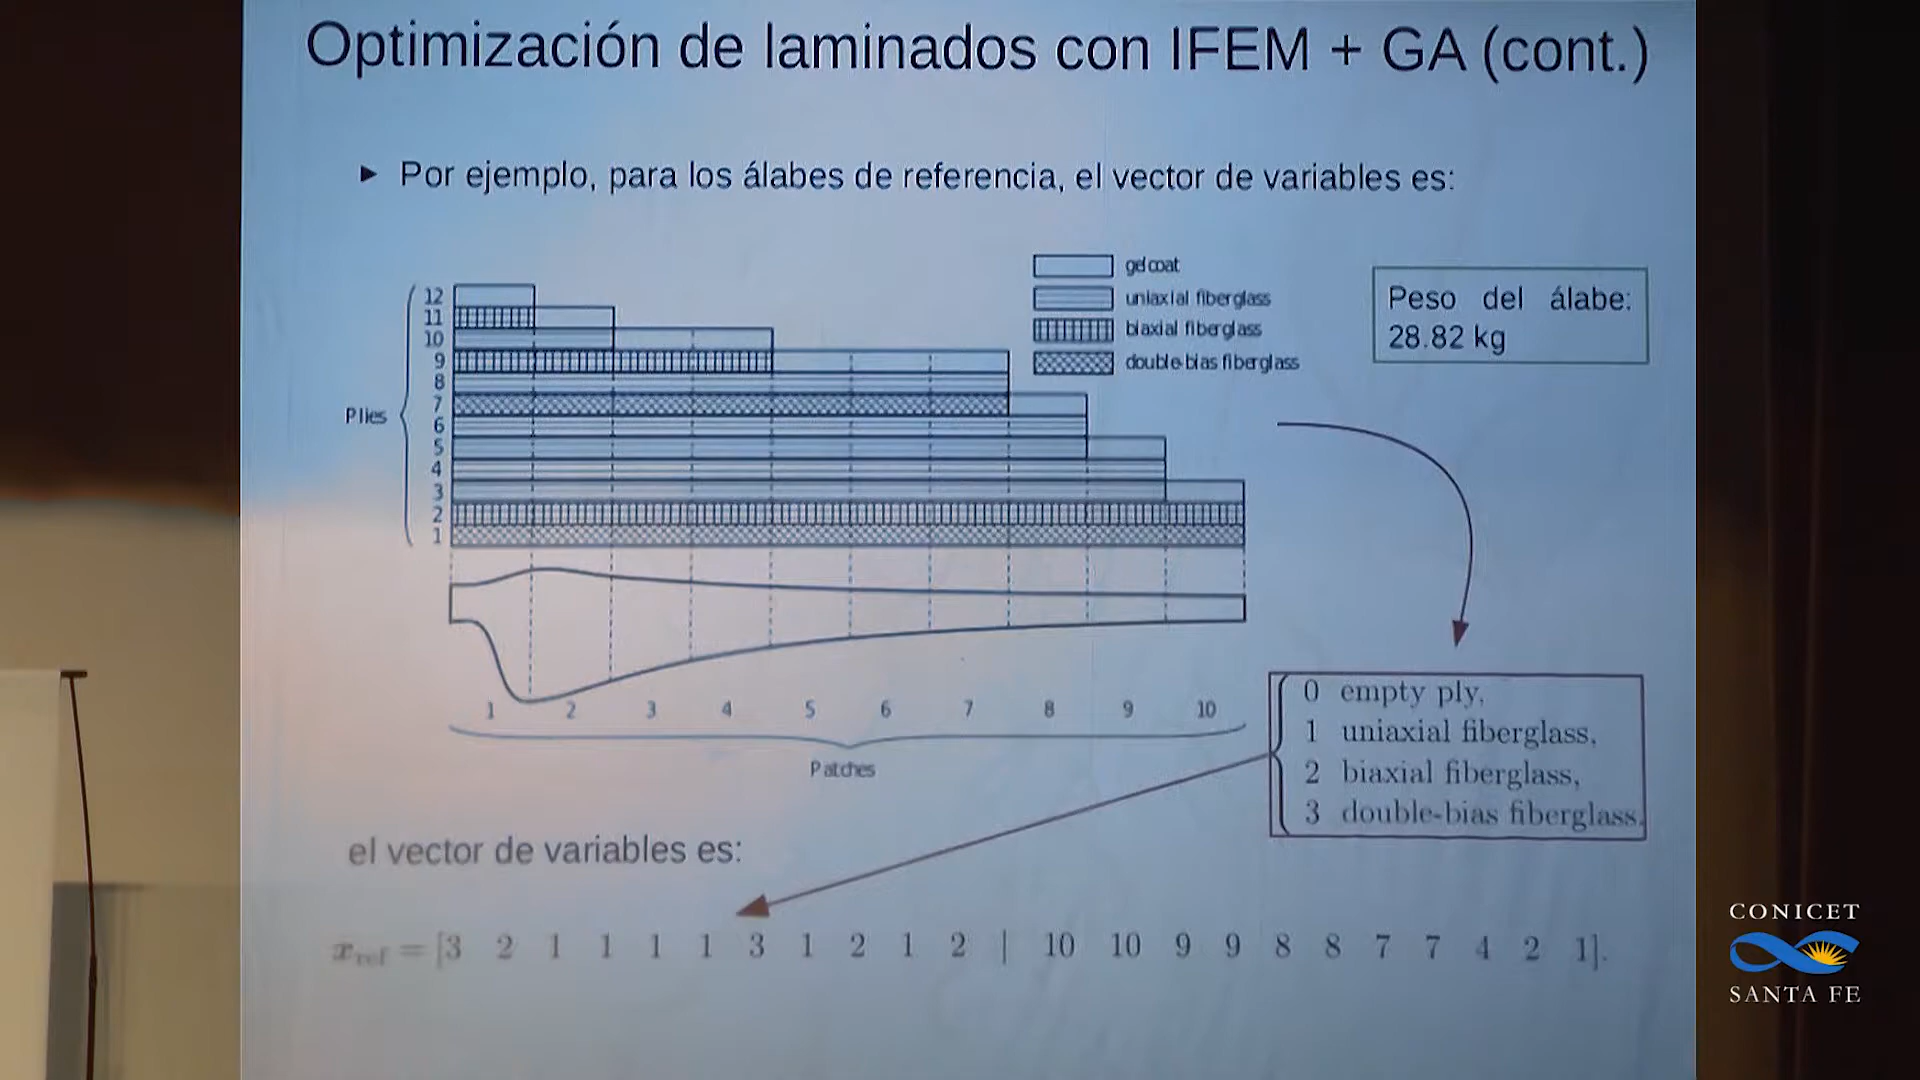 Optimización de laminados con IFEM + GA (cont.)
► Por ejemplo, para los álabes de referencia, el vector de variables es:
gelcoat
uniaxial fiberglass
biaxial fiberglass
double-bias fiberglass
Peso del álabe:
28.82 kg
12
11
10
9
8
7
6
5
4
3
2
1
Plies
1 2 3 4 5 6 7 8 9 10
Patches
0 empty ply,
1 uniaxial fiberglass,
2 biaxial fiberglass,
3 double-bias fiberglass.
el vector de variables es:
x_ref = [3 2 1 1 1 1 3 1 2 1 2 | 10 10 9 9 8 8 7 7 4 2 1].
CONICET
SANTA FE